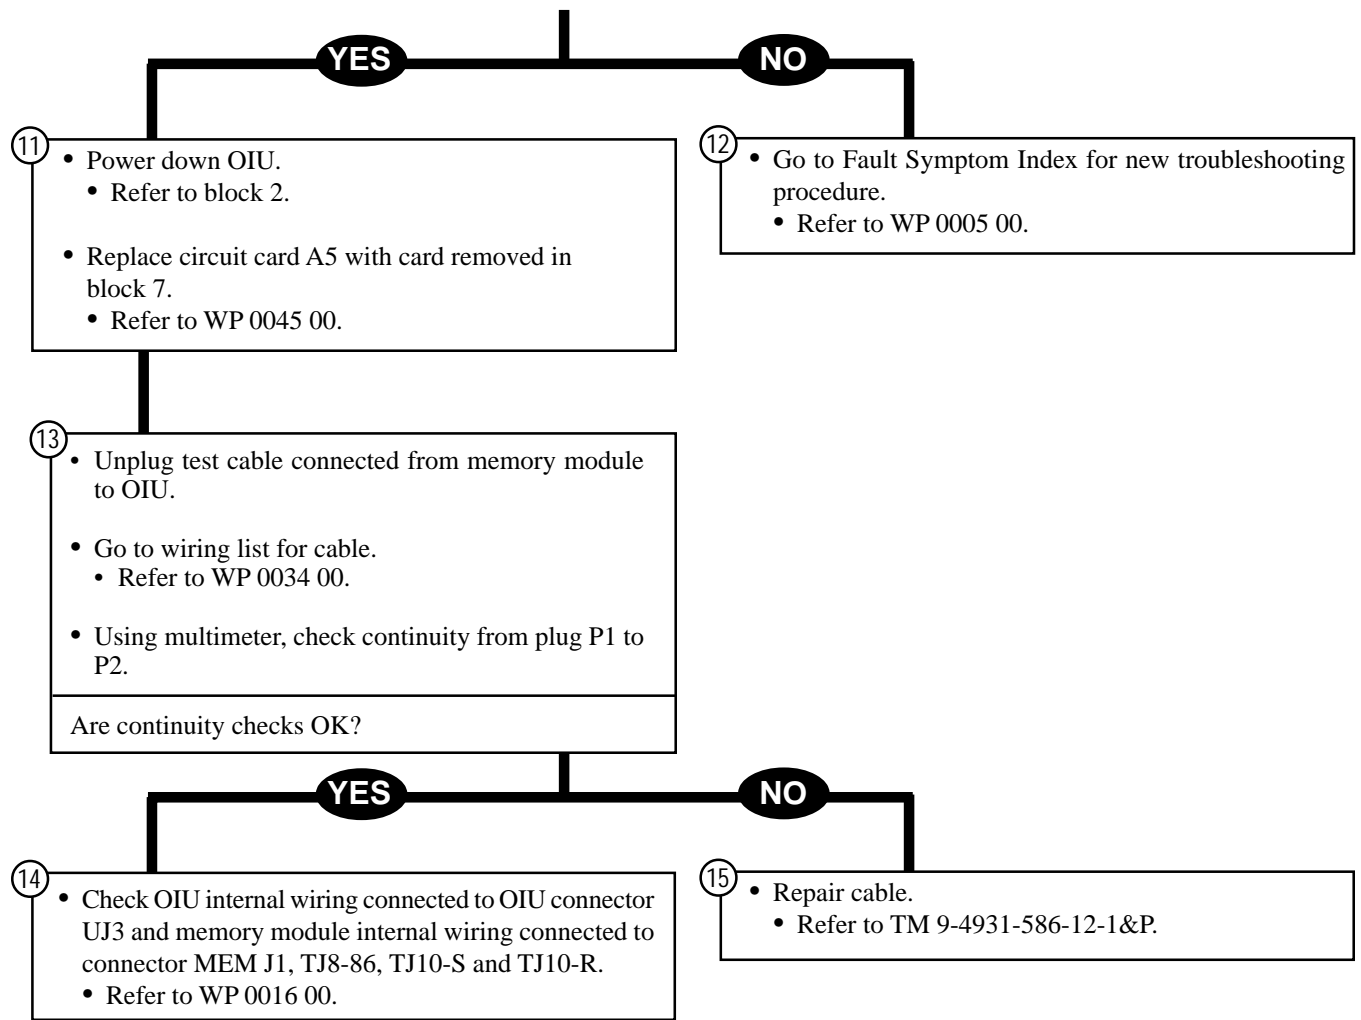 YES
NO
11
• Power down OIU.
• Refer to block 2.
• Replace circuit card A5 with card removed in
block 7.
• Refer to WP 0045 00.
12
• Go to Fault Symptom Index for new troubleshooting
procedure.
• Refer to WP 0005 00.
13
• Unplug test cable connected from memory module
to OIU.
• Go to wiring list for cable.
• Refer to WP 0034 00.
• Using multimeter, check continuity from plug P1 to
P2.
Are continuity checks OK?
YES
NO
14
• Check OIU internal wiring connected to OIU connector
UJ3 and memory module internal wiring connected to
connector MEM J1, TJ8-86, TJ10-S and TJ10-R.
• Refer to WP 0016 00.
15
• Repair cable.
• Refer to TM 9-4931-586-12-1&P.